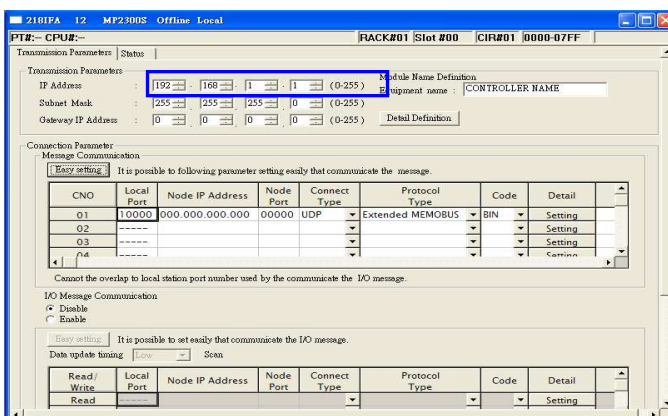 218IFA 12 MP2300S Offline Local
PT#:– CPU#:– RACK#01 Slot #00 CIR#01 0000-07FF
Transmission Parameters Status
Transmission Parameters
IP Address : 192 . 168 . 1 . 1 (0-255) Module Name Definition
Equipment name : CONTROLLER NAME
Subnet Mask : 255 . 255 . 255 . 0 (0-255)
Gateway IP Address : 0 . 0 . 0 . 0 (0-255) Detail Definition
Connection Parameter
Message Communication
Easy setting It is possible to following parameter setting easily that communicate the message.
CNO Local Port Node IP Address Node Port Connect Type Protocol Type Code Detail
01 10000 000.000.000.000 00000 UDP Extended MEMOBUS BIN Setting
02 ----- Setting
03 ----- Setting
04 ----- Setting
Cannot the overlap to local station port number used by the communicate the I/O message.
I/O Message Communication
Disable
Enable
Easy setting It is possible to set easily that communicate the I/O message.
Data update timing Low Scan
Read/Write Local Port Node IP Address Node Port Connect Type Protocol Type Code Detail
Read ----- Setting